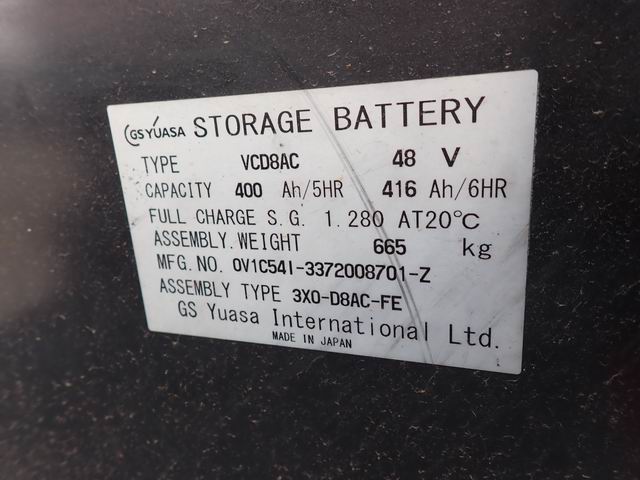 GS YUASA STORAGE BATTERY
TYPE VCD8AC 48 V
CAPACITY 400 Ah/5HR 416 Ah/6HR
FULL CHARGE S.G. 1.280 AT20℃
ASSEMBLY.WEIGHT 665 kg
MFG.NO. 0V1C54I-3372008701-Z
ASSEMBLY TYPE 3X0-D8AC-FE
GS Yuasa International Ltd.
MADE IN JAPAN